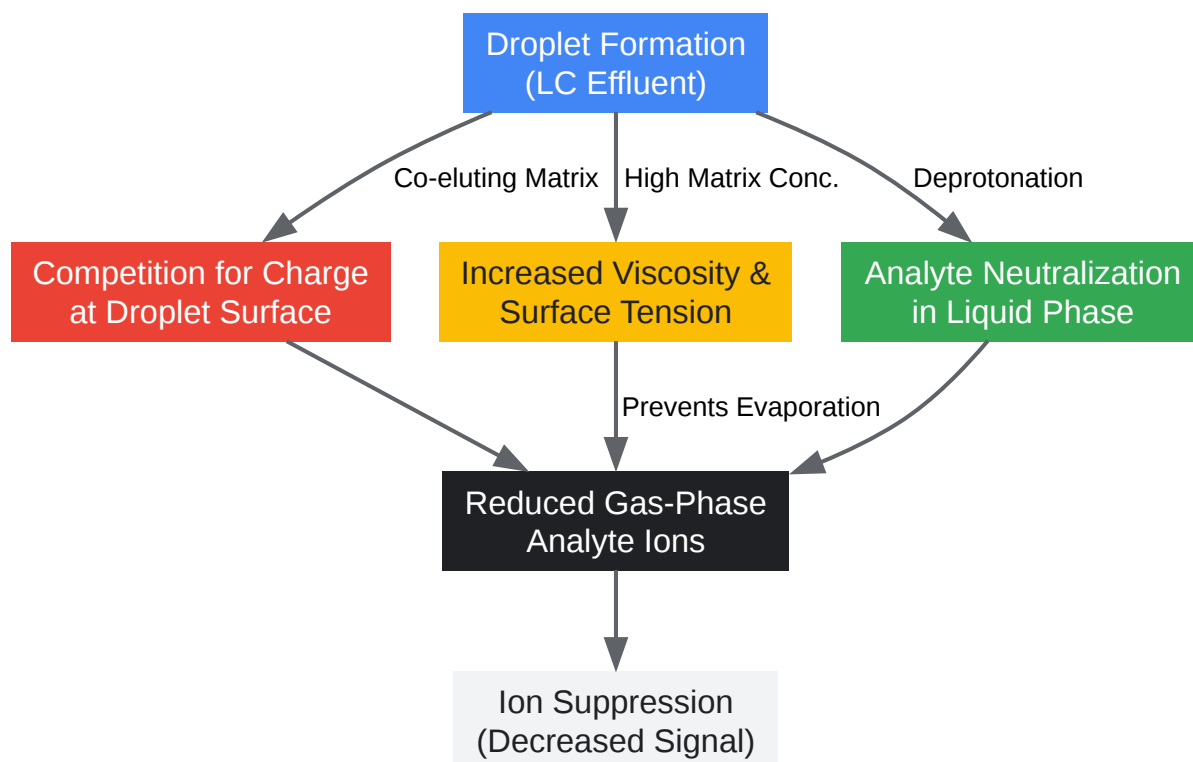 Droplet Formation
(LC Effluent)
Co-eluting Matrix
High Matrix Conc.
Deprotonation
Competition for Charge
at Droplet Surface
Increased Viscosity &
Surface Tension
Analyte Neutralization
in Liquid Phase
Prevents Evaporation
Reduced Gas-Phase
Analyte Ions
Ion Suppression
(Decreased Signal)